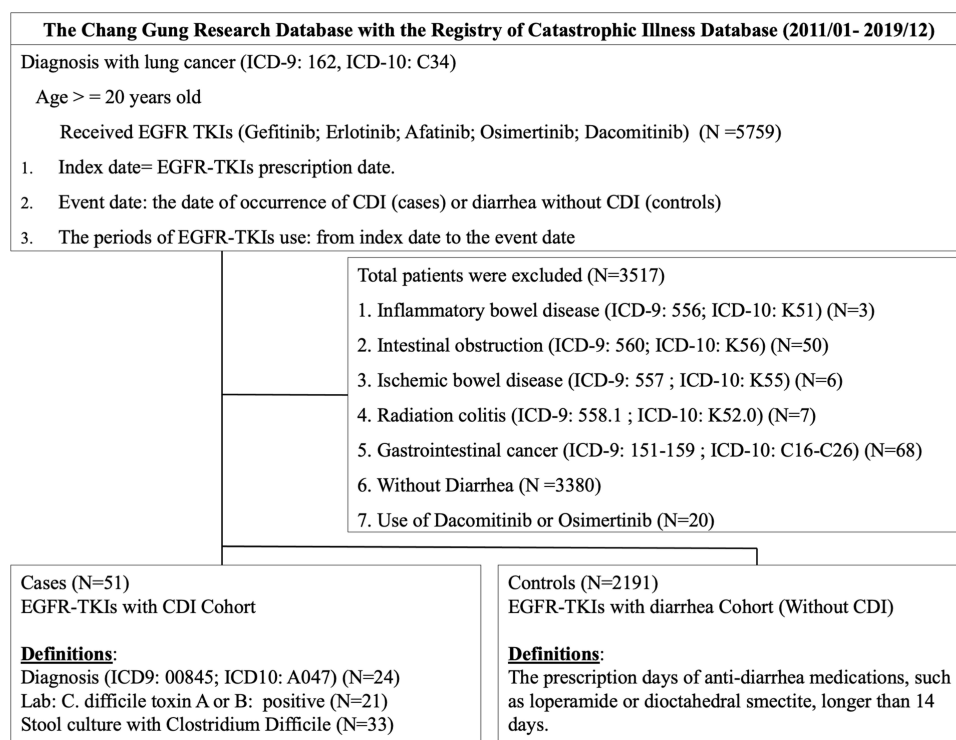 The Chang Gung Research Database with the Registry of Catastrophic Illness Database (2011/01- 2019/12)
Diagnosis with lung cancer (ICD-9: 162, ICD-10: C34)
Age > = 20 years old
Received EGFR TKIs (Gefitinib; Erlotinib; Afatinib; Osimertinib; Dacomitinib) (N =5759)
1. Index date= EGFR-TKIs prescription date.
2. Event date: the date of occurrence of CDI (cases) or diarrhea without CDI (controls)
3. The periods of EGFR-TKIs use: from index date to the event date
Total patients were excluded (N=3517)
1. Inflammatory bowel disease (ICD-9: 556; ICD-10: K51) (N=3)
2. Intestinal obstruction (ICD-9: 560; ICD-10: K56) (N=50)
3. Ischemic bowel disease (ICD-9: 557 ; ICD-10: K55) (N=6)
4. Radiation colitis (ICD-9: 558.1 ; ICD-10: K52.0) (N=7)
5. Gastrointestinal cancer (ICD-9: 151-159 ; ICD-10: C16-C26) (N=68)
6. Without Diarrhea (N =3380)
7. Use of Dacomitinib or Osimertinib (N=20)
Cases (N=51)
EGFR-TKIs with CDI Cohort
Definitions:
Diagnosis (ICD9: 00845; ICD10: A047) (N=24)
Lab: C. difficile toxin A or B: positive (N=21)
Stool culture with Clostridium Difficile (N=33)
Controls (N=2191)
EGFR-TKIs with diarrhea Cohort (Without CDI)
Definitions:
The prescription days of anti-diarrhea medications, such
as loperamide or dioctahedral smectite, longer than 14
days.